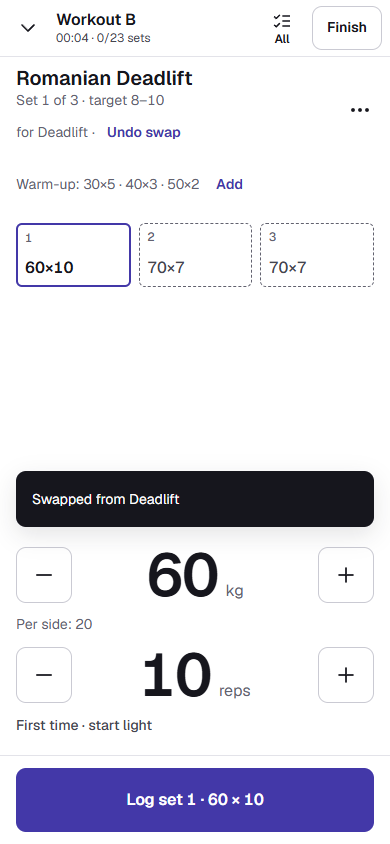 Workout B
00:04 · 0/23 sets
All
Finish
Romanian Deadlift
Set 1 of 3 · target 8–10
for Deadlift · Undo swap
Warm-up: 30×5 · 40×3 · 50×2 Add
1
60×10
2
70×7
3
70×7
Swapped from Deadlift
60 kg
Per side: 20
10 reps
First time · start light
Log set 1 · 60 × 10